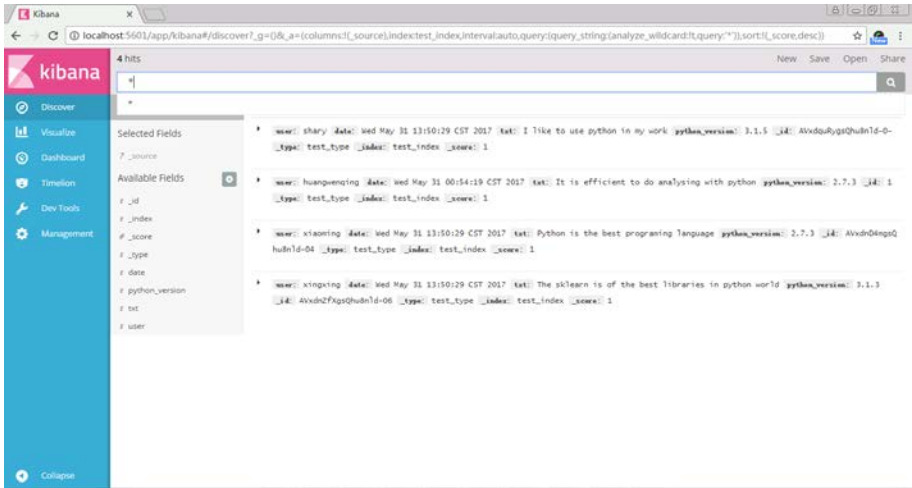 Kibana
localhost:5601/app/kibana#/discover?_g=()&_a=(columns:!(_source),index:test_index,interval:auto,query:(query_string:(analyze_wildcard:!t,query:'*')),sort:!(_score,desc))
New
kibana
4 hits
New Save Open Share
*
*
Discover
Visualize
Dashboard
Timelion
Dev Tools
Management
Collapse
Selected Fields
? _source
Available Fields
t _id
t _index
# _score
t _type
t date
t python_version
t txt
t user
user: shary date: Wed May 31 13:50:29 CST 2017 txt: I like to use python in my work python_version: 3.1.5 _id:
_type: test_type _index: test_index _score: 1
user: huangwenqing date: Wed May 31 00:54:19 CST 2017 txt: It is efficient to do analysing with python python_version: 2.7.3 _id: 1
_type: test_type _index: test_index _score: 1
user: xiaoming date: Wed May 31 13:50:29 CST 2017 txt: Python is the best programing language python_version: 2.7.3 _id:
_type: test_type _index: test_index _score: 1
user: xingxing date: Wed May 31 13:50:29 CST 2017 txt: The sklearn is of the best libraries in python world python_version: 3.1.3
_id: _type: test_type _index: test_index _score: 1